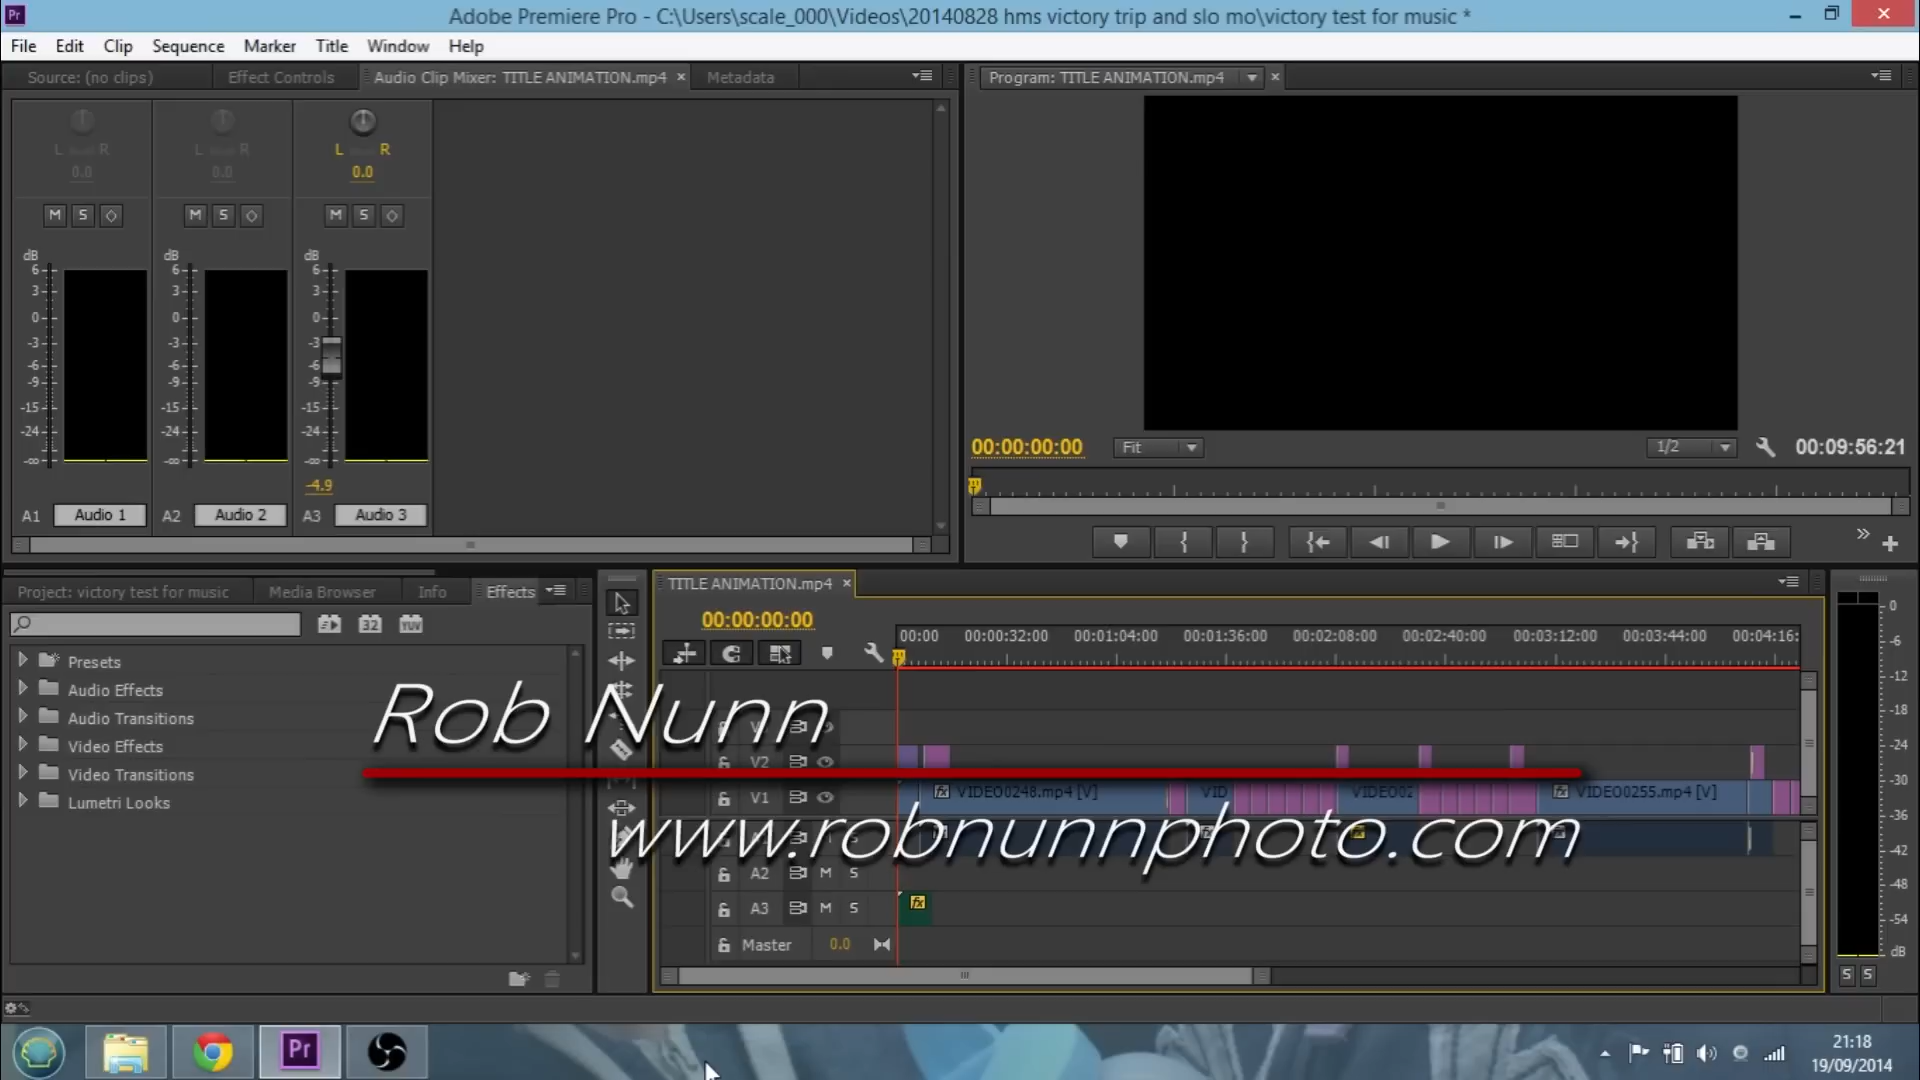 Adobe Premiere Pro - C:\Users\scale_000\Videos\20140828 hms victory trip and slo mo\victory test for music *
File Edit Clip Sequence Marker Title Window Help
Source: (no clips) Effect Controls Audio Clip Mixer: TITLE ANIMATION.mp4 × Metadata
Program: TITLE ANIMATION.mp4 ×
L R L R L R
0.0 0.0 0.0
M S M S M S
dB dB dB
6 6 6
3 3 3
0 0 0
-3 -3 -3
-6 -6 -6
-9 -9 -9
-15 -15 -15
-24 -24 -24
-∞ -∞ -∞
-4.9
A1 Audio 1 A2 Audio 2 A3 Audio 3
00:00:00:00 Fit 1/2 00:09:56:21
Project: victory test for music Media Browser Info Effects
32 YUV
Presets
Audio Effects
Audio Transitions
Video Effects
Video Transitions
Lumetri Looks
TITLE ANIMATION.mp4 ×
00:00:00:00
00:00 00:00:32:00 00:01:04:00 00:01:36:00 00:02:08:00 00:02:40:00 00:03:12:00 00:03:44:00 00:04:16:
Rob Nunn
V2
V1 fx VIDEO0248.mp4 [V] VID VIDEO02 fx VIDEO0255.mp4 [V]
www.robnunnphoto.com
A2 M S
A3 M S fx
Master 0.0
0
-6
-12
-18
-24
-30
-36
-42
-48
-54
dB
S S
Pr
21:18
19/09/2014